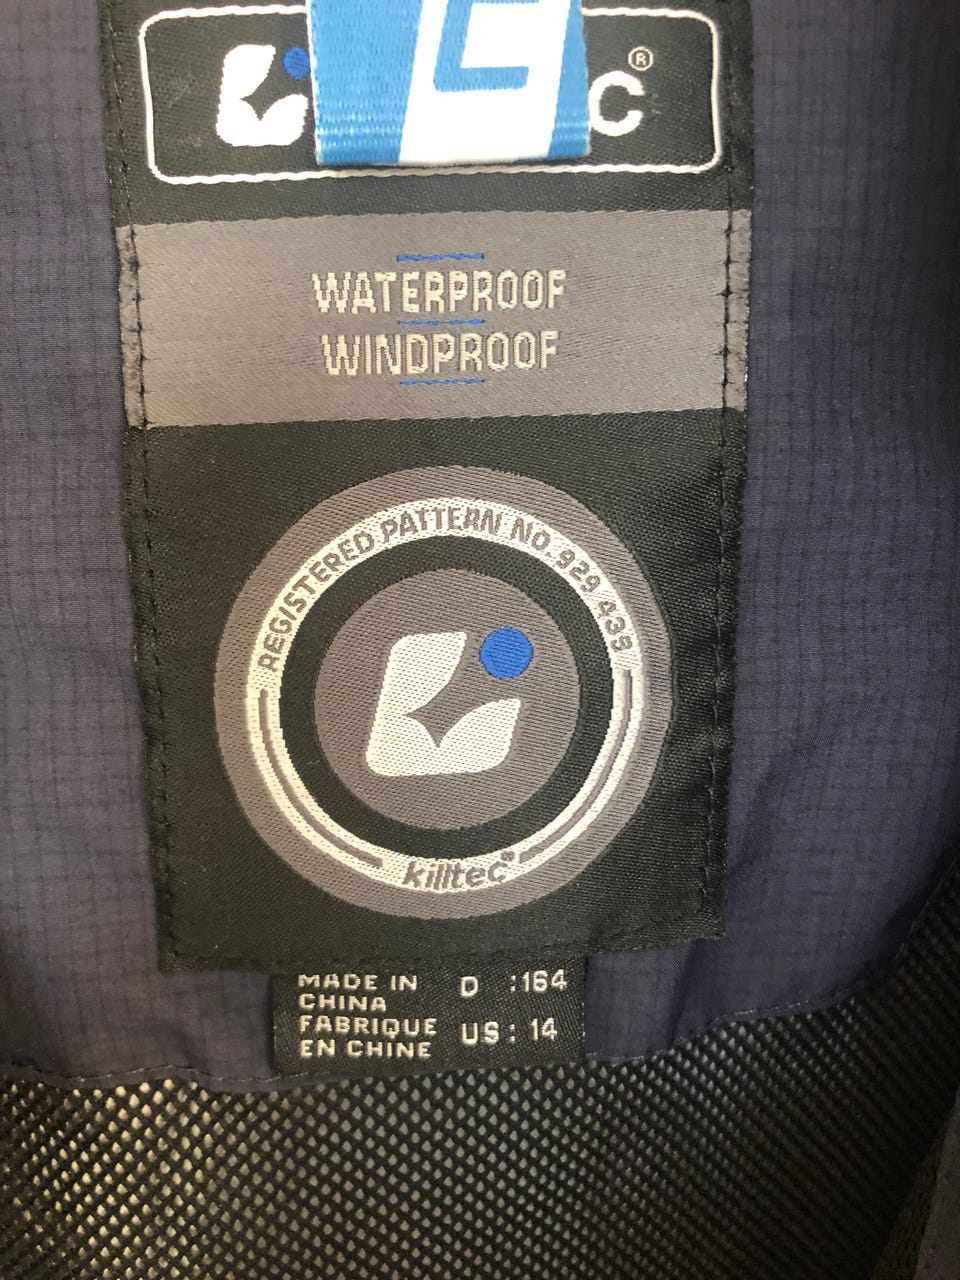 C®
WATERPROOF
WINDPROOF
REGISTERED PATTERN NO. 929 439
killtec®
MADE IN CHINA
FABRIQUE EN CHINE
D :164
US: 14